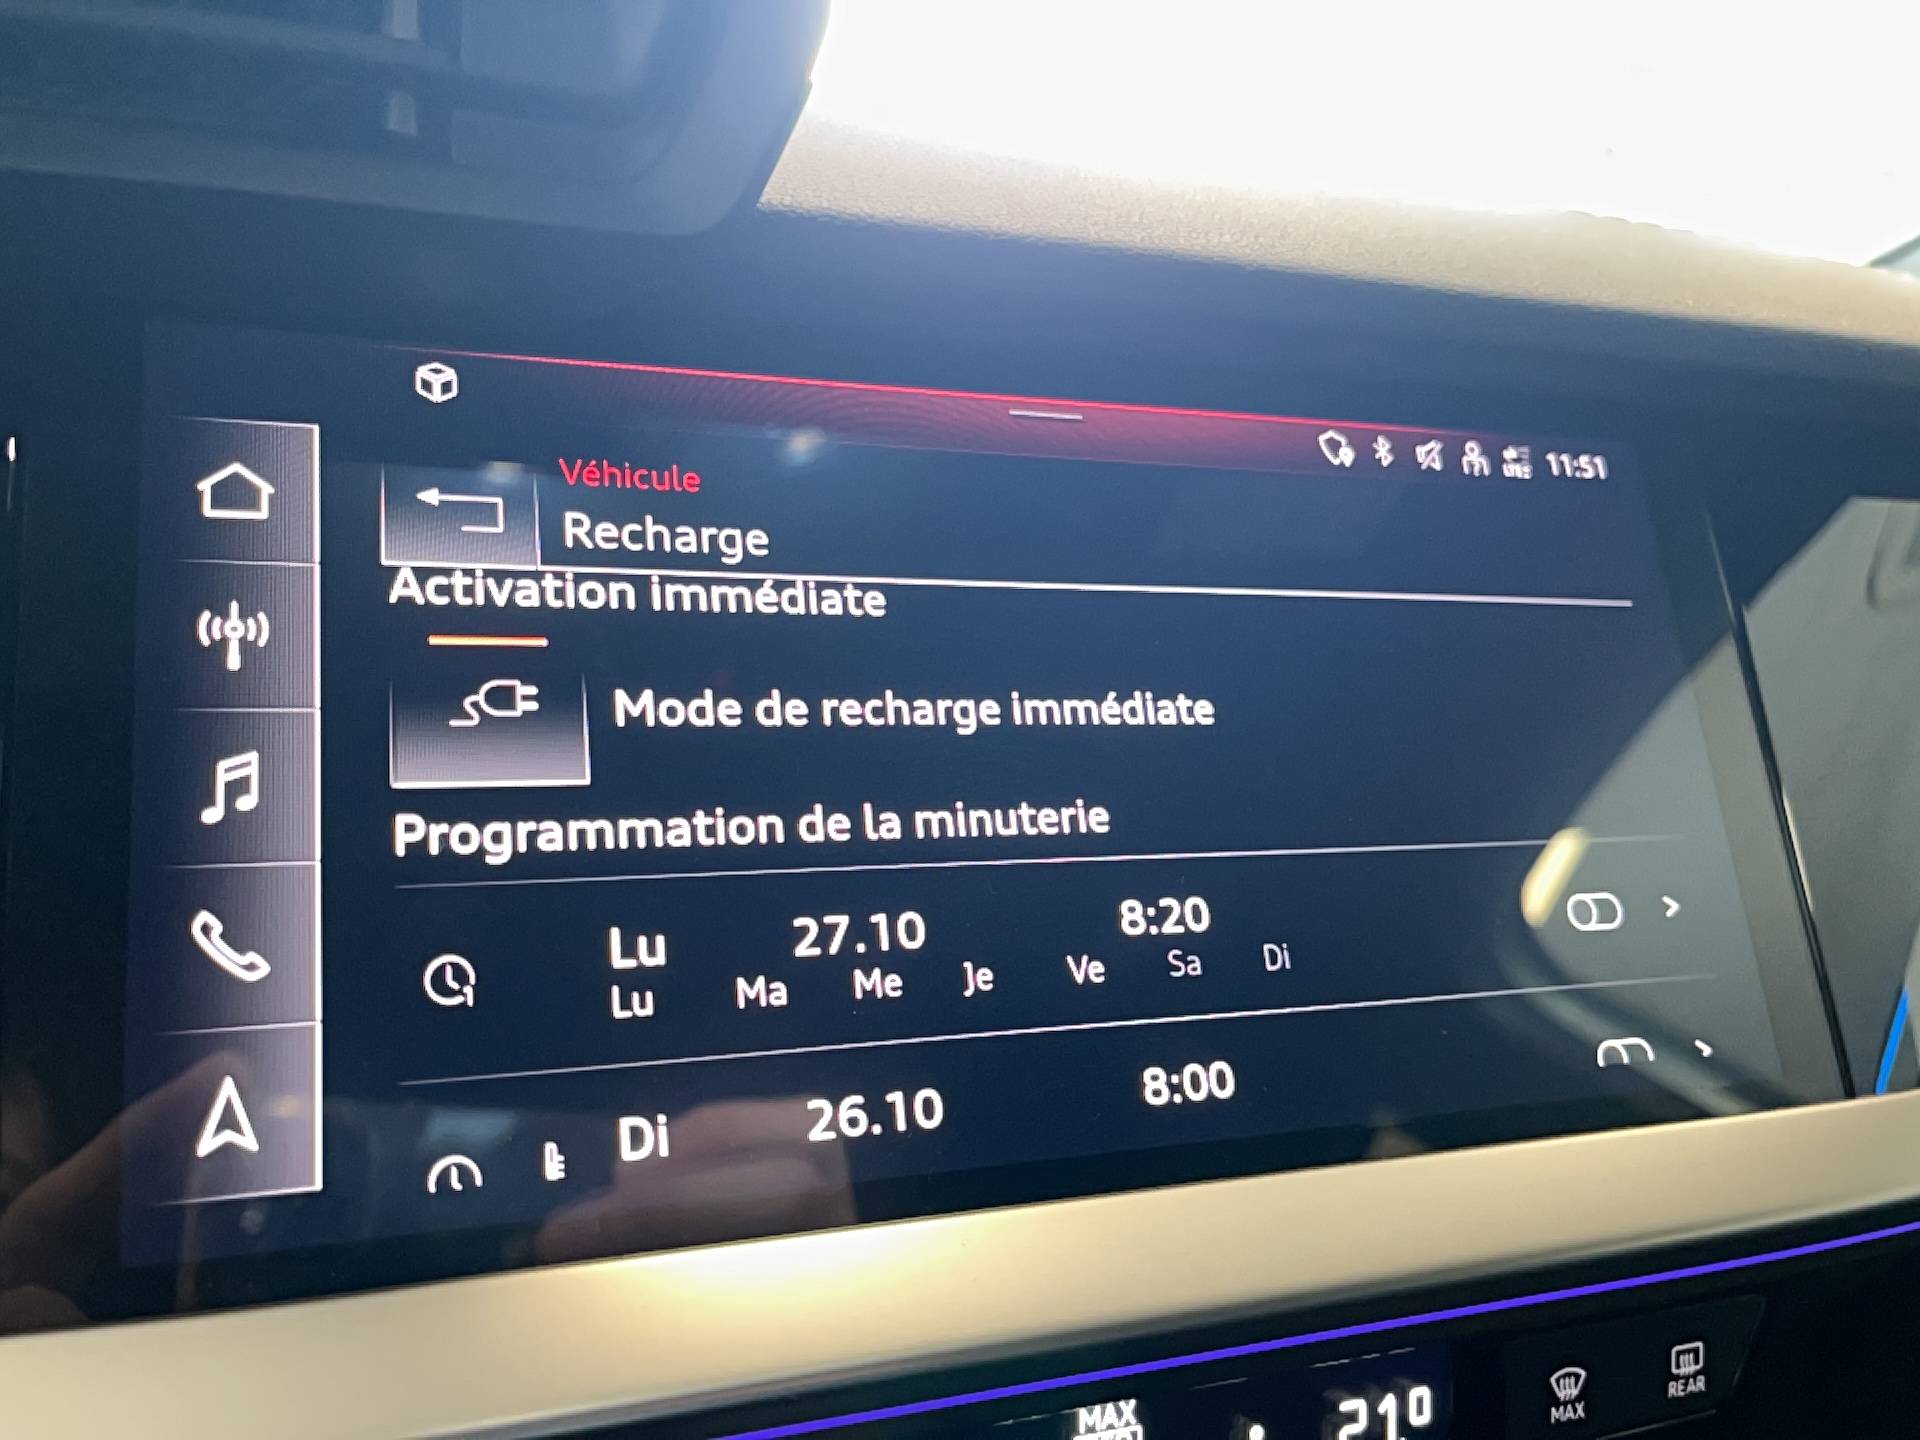 11:51
Véhicule
Recharge
Activation immédiate
Mode de recharge immédiate
Programmation de la minuterie
Lu 27.10 8:20
Lu Ma Me Je Ve Sa Di
Di 26.10 8:00
MAX
21°
MAX
REAR